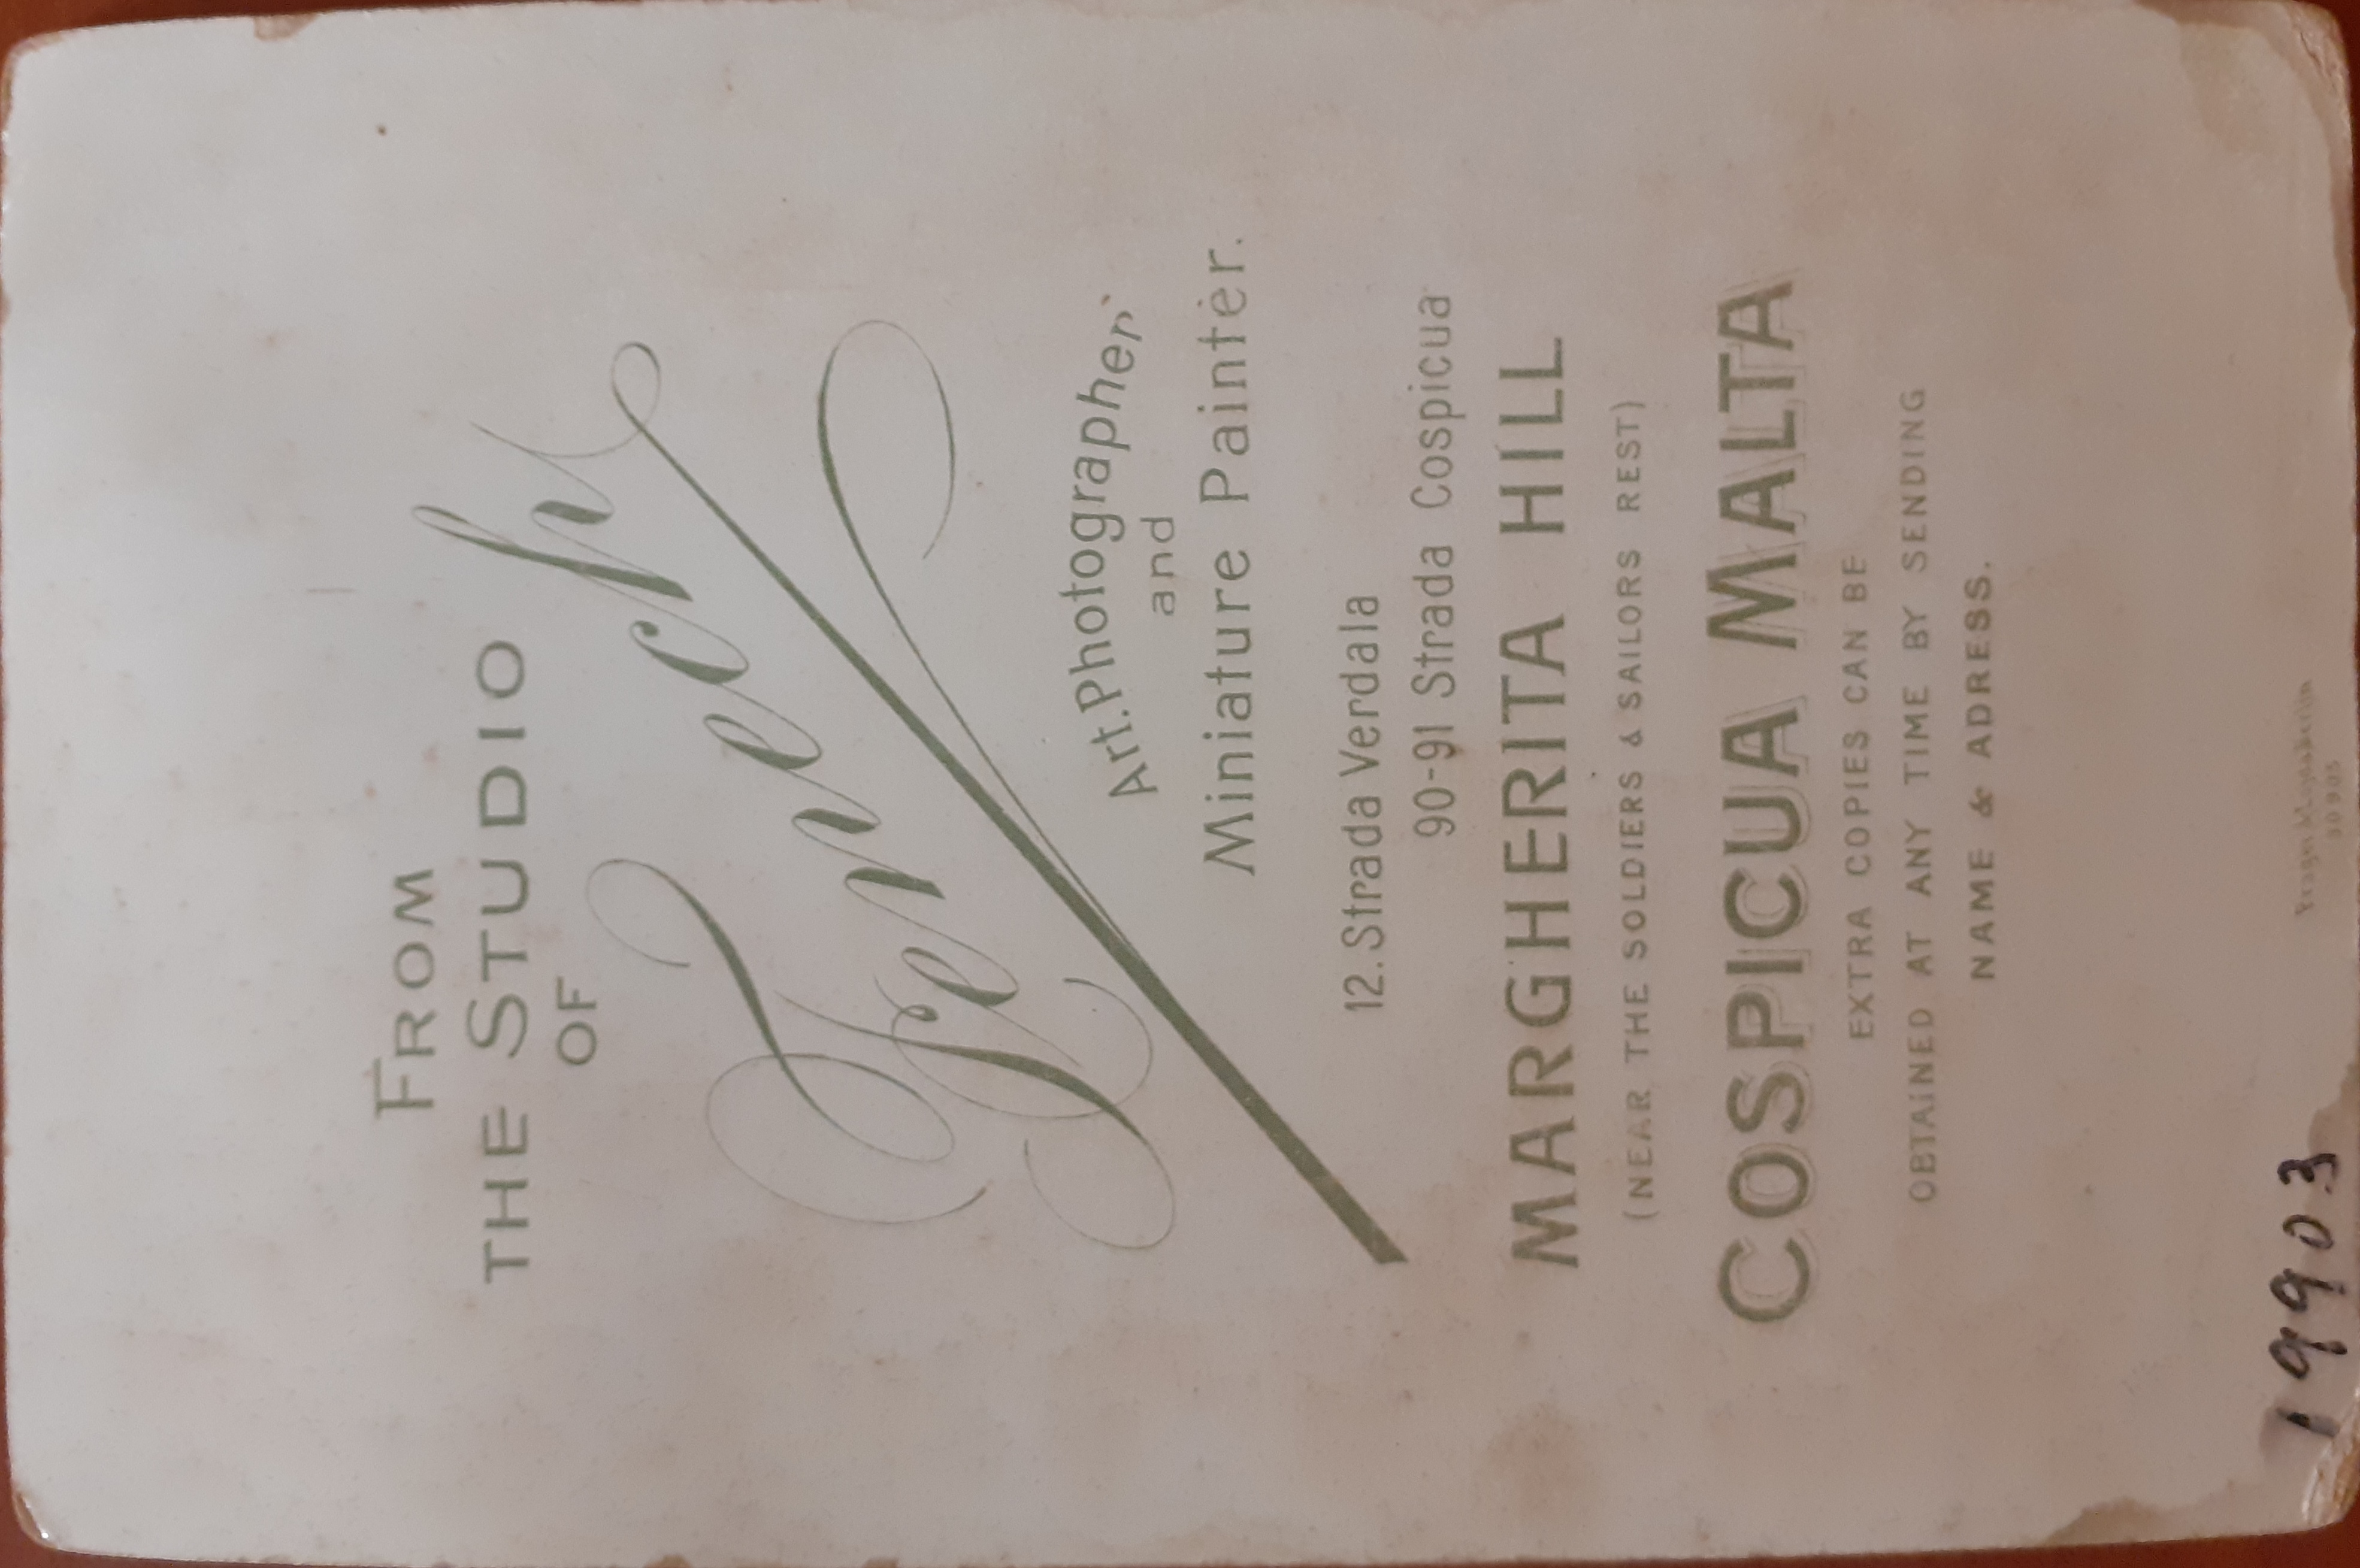 FROM
THE STUDIO
OF
Fenech
Art.Photographer
and
Miniature Painter.
12.Strada Verdala
90-91 Strada Cospicua
MARGHERITA HILL
(NEAR THE SOLDIERS & SAILORS REST)
COSPICUA MALTA
EXTRA COPIES CAN BE
OBTAINED AT ANY TIME BY SENDING
NAME & ADRESS.
19903